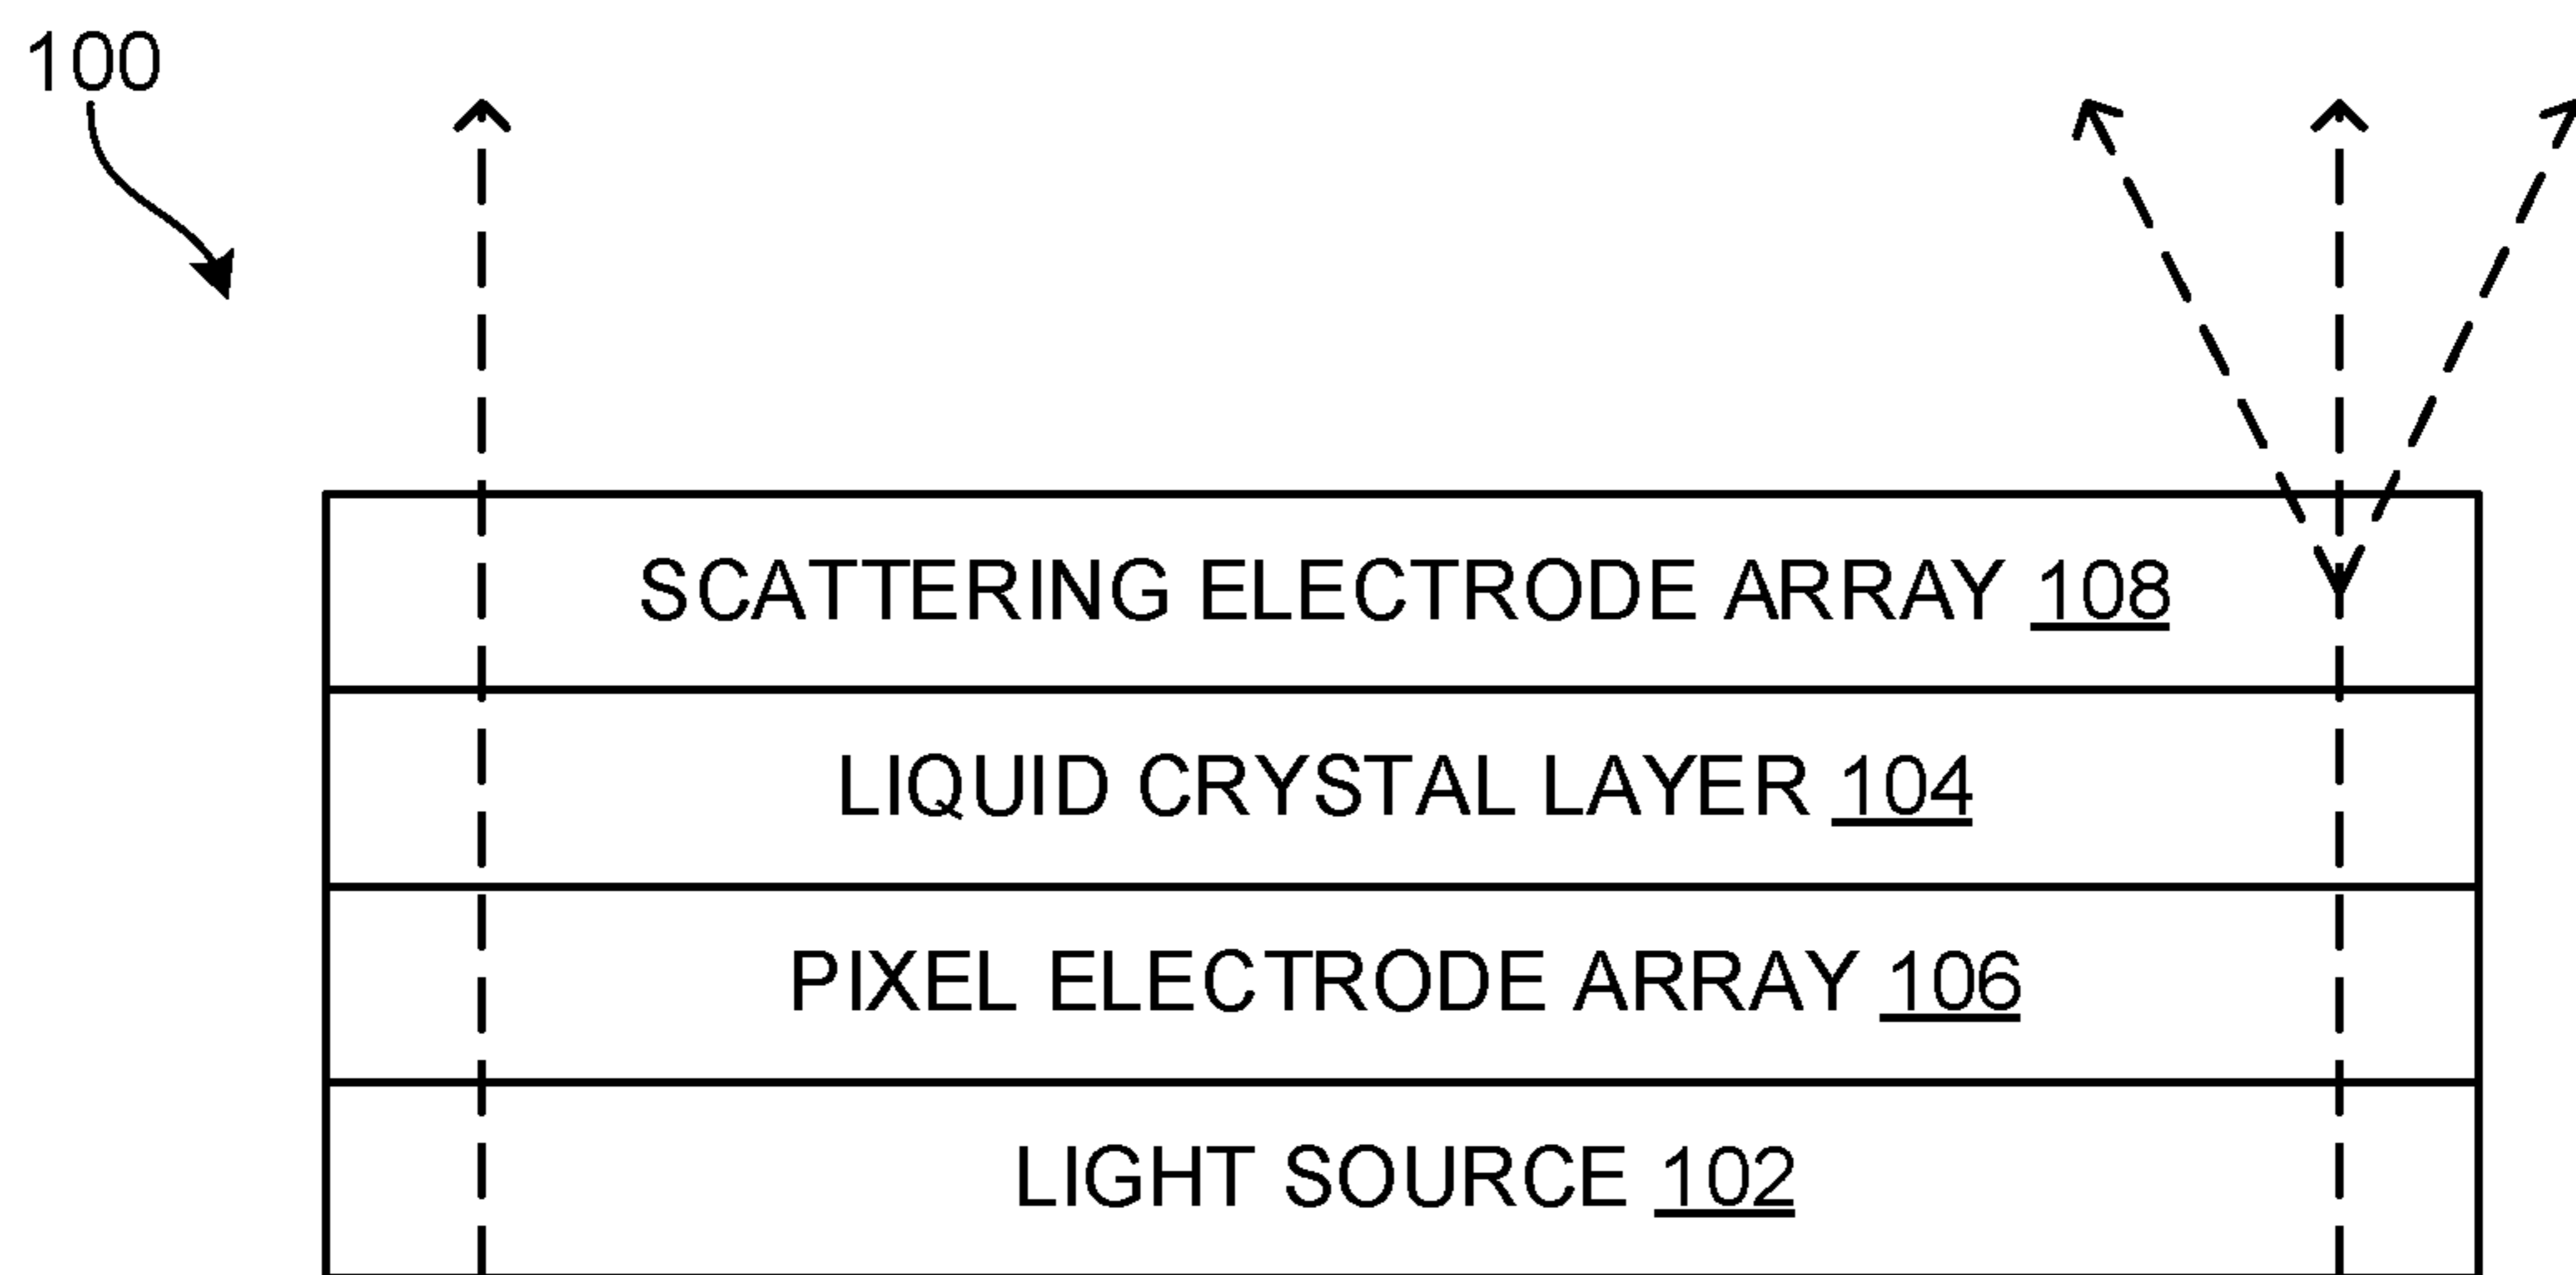 100
SCATTERING ELECTRODE ARRAY 108
LIQUID CRYSTAL LAYER 104
PIXEL ELECTRODE ARRAY 106
LIGHT SOURCE 102